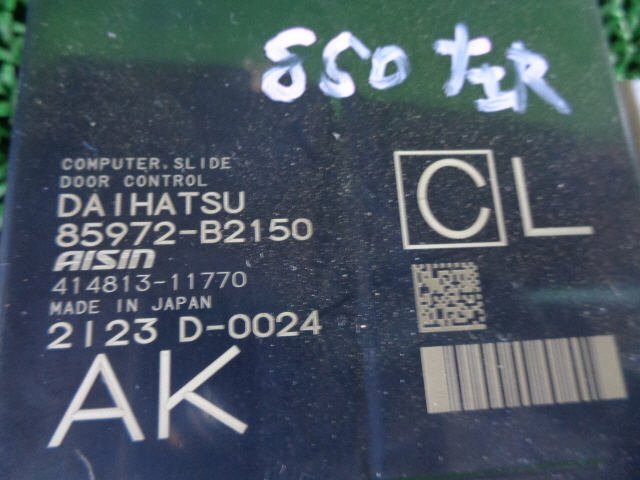 850 左R
COMPUTER, SLIDE
DOOR CONTROL
DAIHATSU
85972-B2150
AISIN
414813-11770
MADE IN JAPAN
2123 D-0024
AK
C L